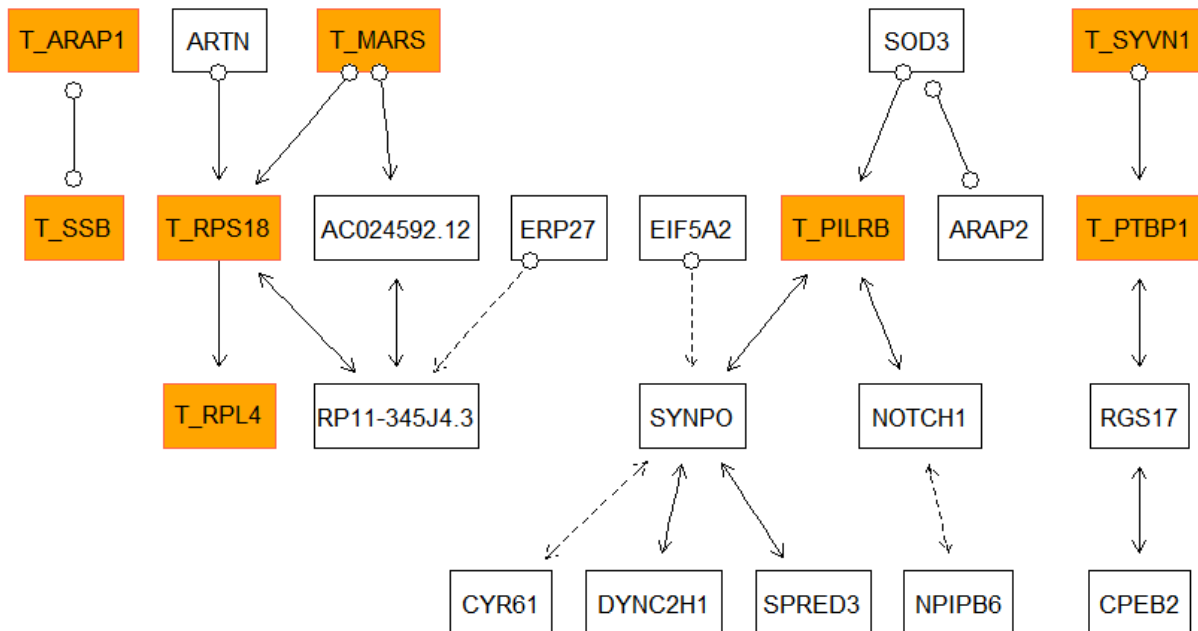 T_ARAP1
ARTN
T_MARS
SOD3
T_SYVN1
T_SSB
T_RPS18
AC024592.12
ERP27
EIF5A2
T_PILRB
ARAP2
T_PTBP1
T_RPL4
RP11-345J4.3
SYNPO
NOTCH1
RGS17
CYR61
DYNC2H1
SPRED3
NPIPB6
CPEB2